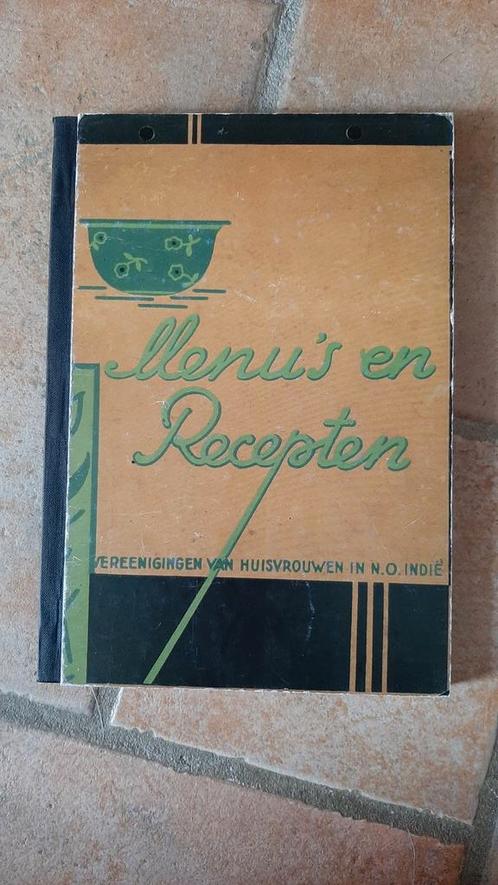 Menu's en
Recepten
VEREENIGINGEN VAN HUISVROUWEN IN N.O. INDIË